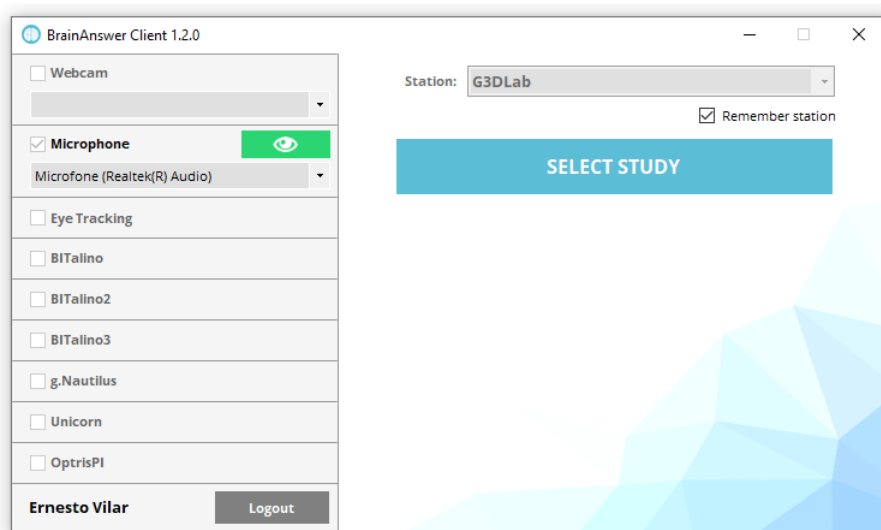 BrainAnswer Client 1.2.0
Webcam
Microphone
Microfone (Realtek(R) Audio)
Eye Tracking
BITalino
BITalino2
BITalino3
g.Nautilus
Unicorn
OptrisPI
Ernesto Vilar
Logout
Station:
G3DLab
Remember station
SELECT STUDY